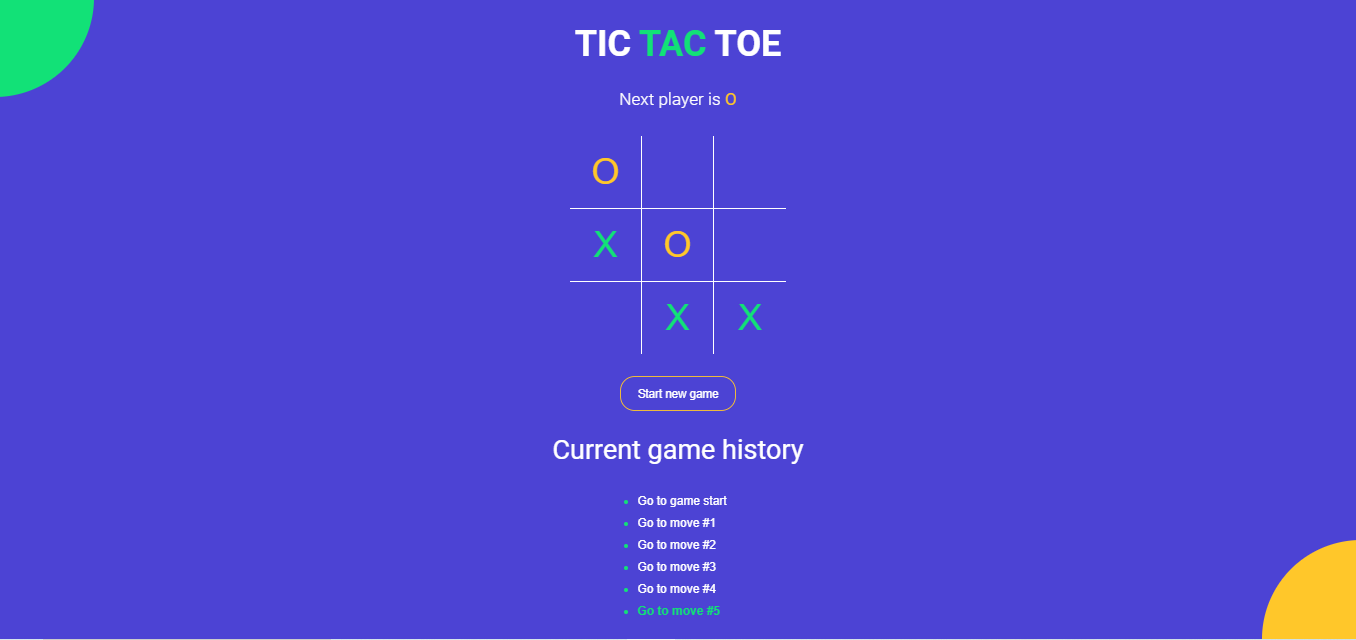 TIC TAC TOE
Next player is O
O
X O
X X
Start new game
Current game history
Go to game start
Go to move #1
Go to move #2
Go to move #3
Go to move #4
Go to move #5